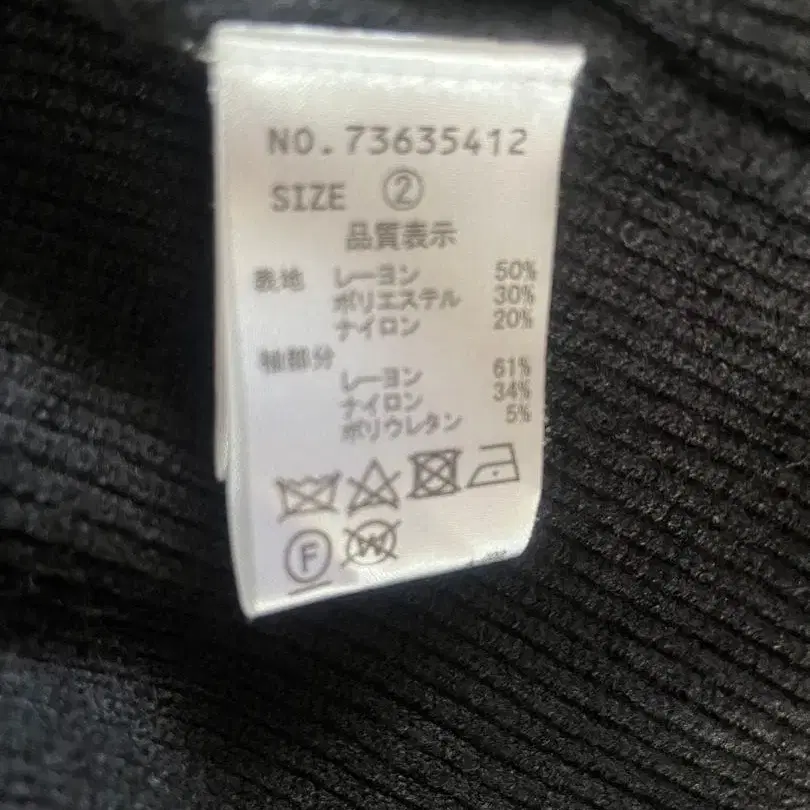 NO.73635412
SIZE ②
品質表示
表地 レーヨン 50%
ポリエステル 30%
ナイロン 20%
袖部分
レーヨン 61%
ナイロン 34%
ポリウレタン 5%
F W